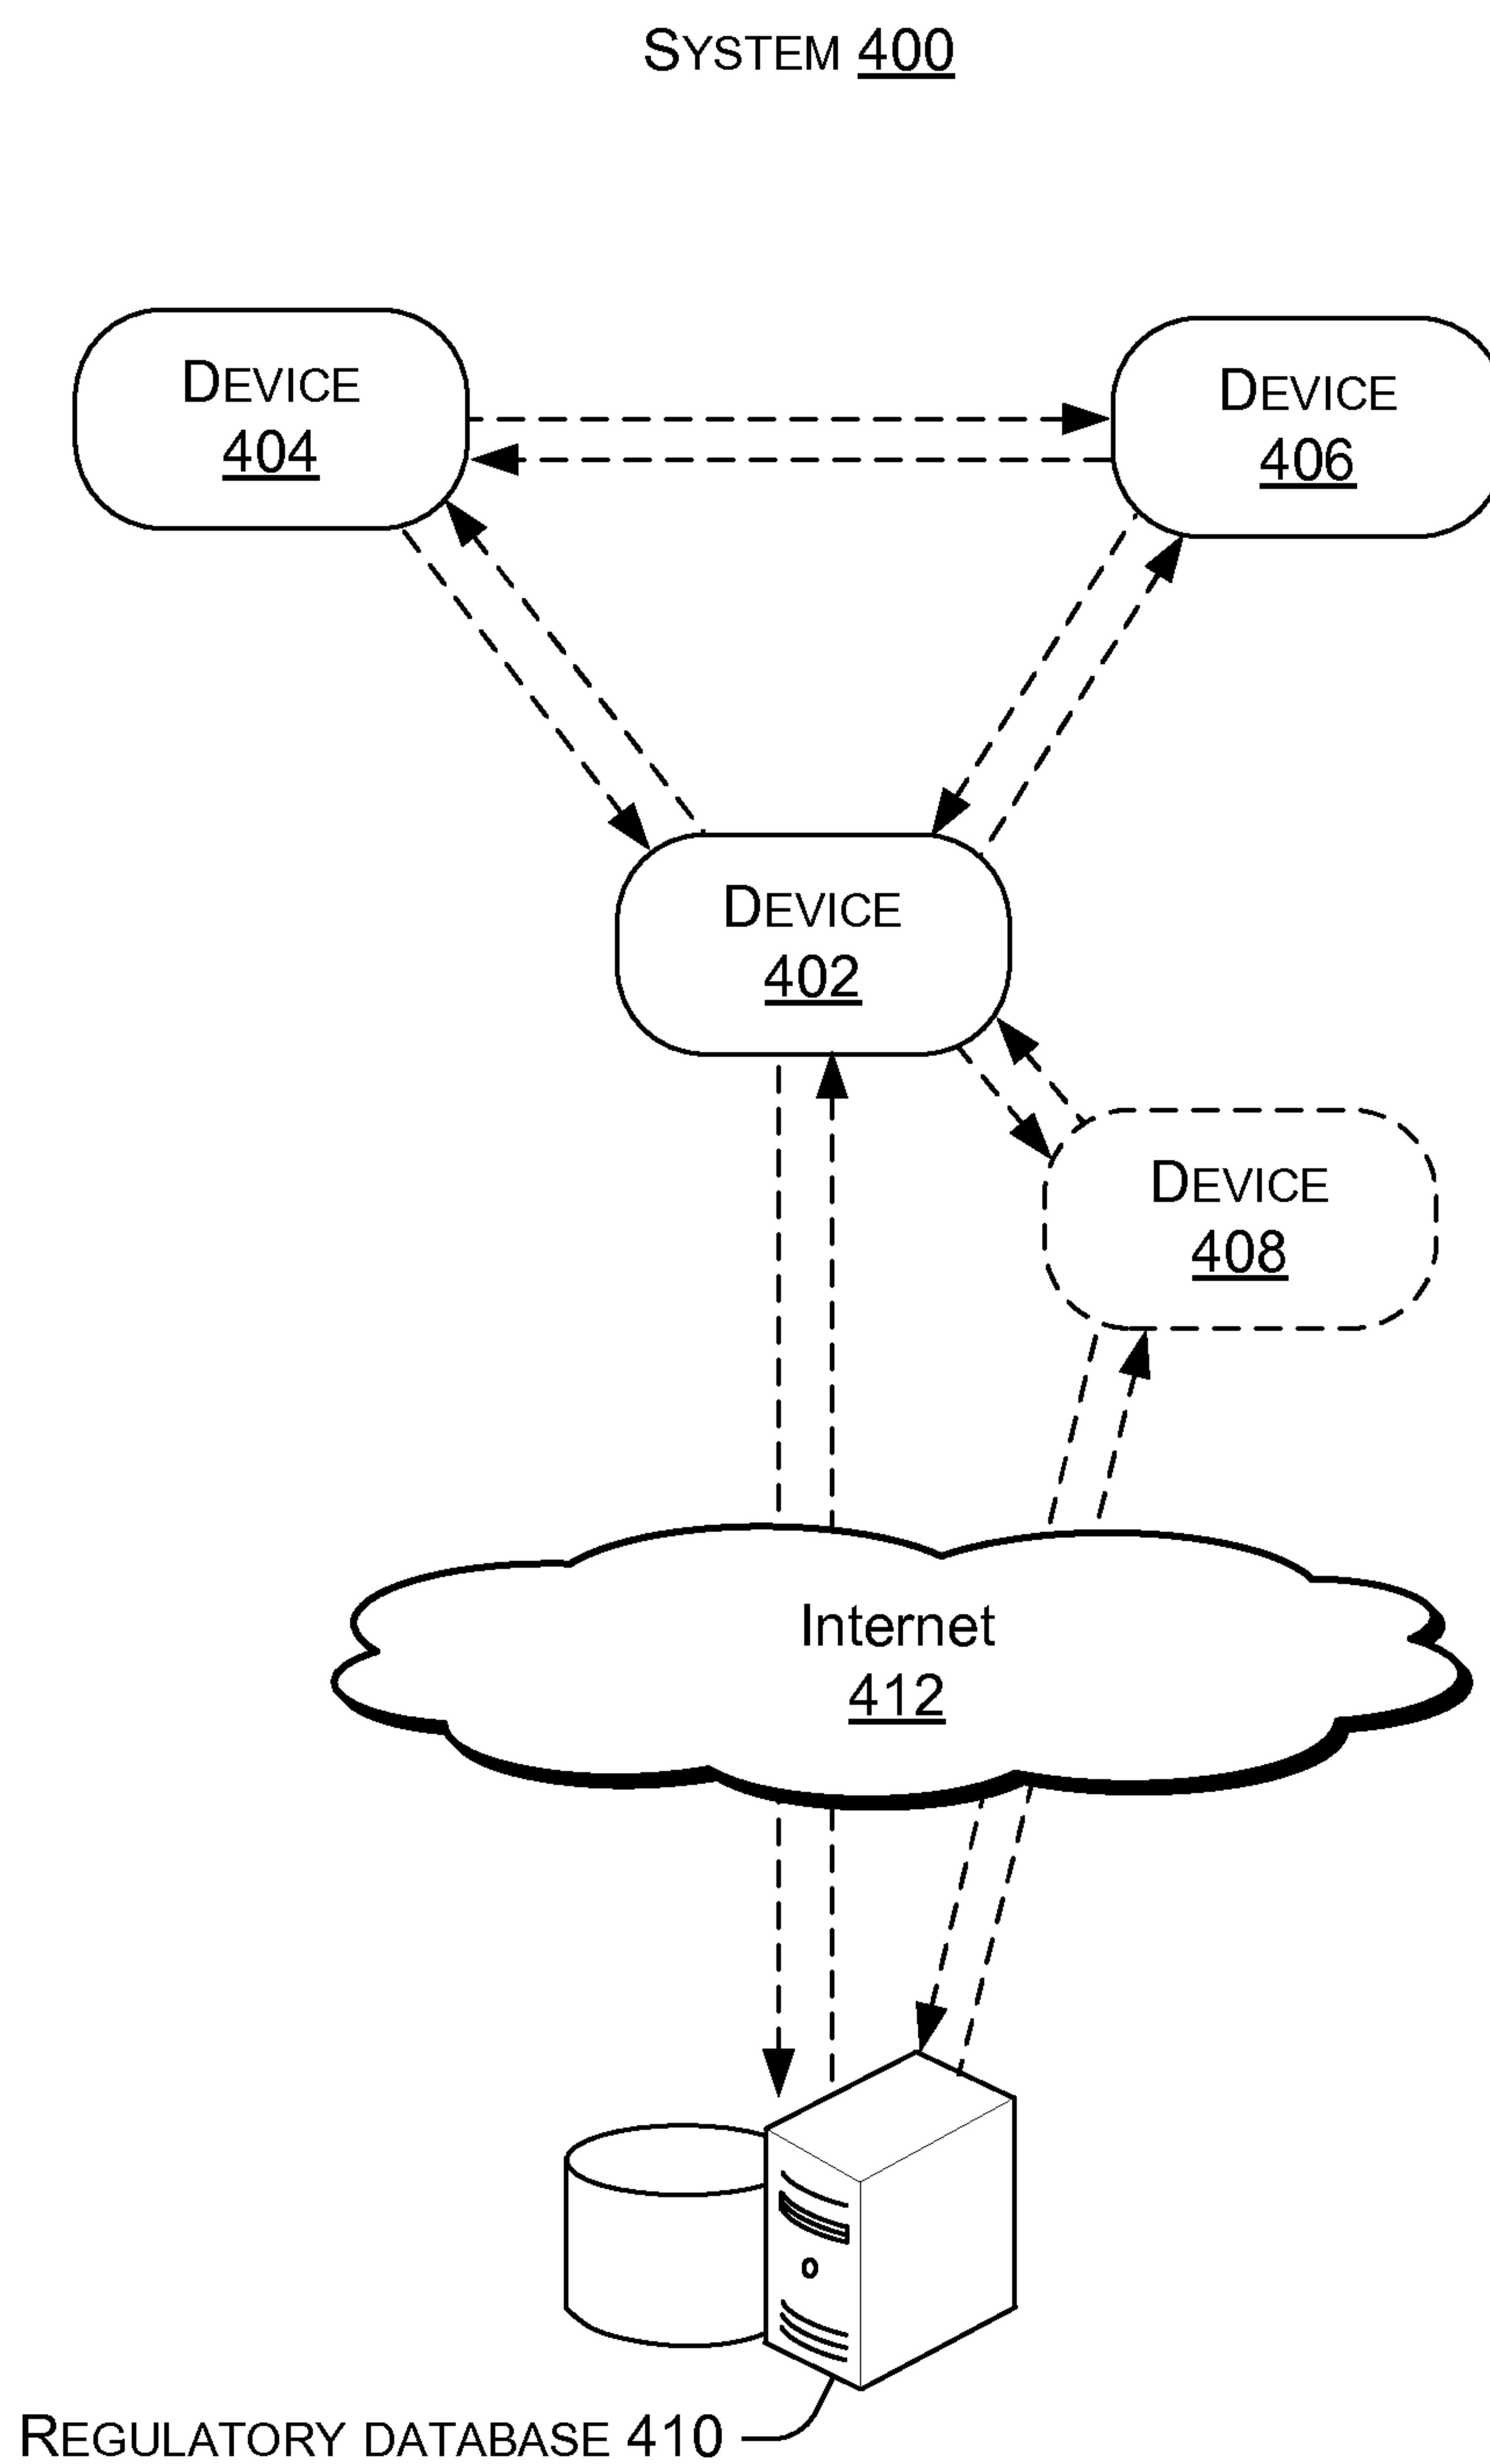 SYSTEM 400
DEVICE
404
DEVICE
406
DEVICE
402
DEVICE
408
Internet
412
REGULATORY DATABASE 410